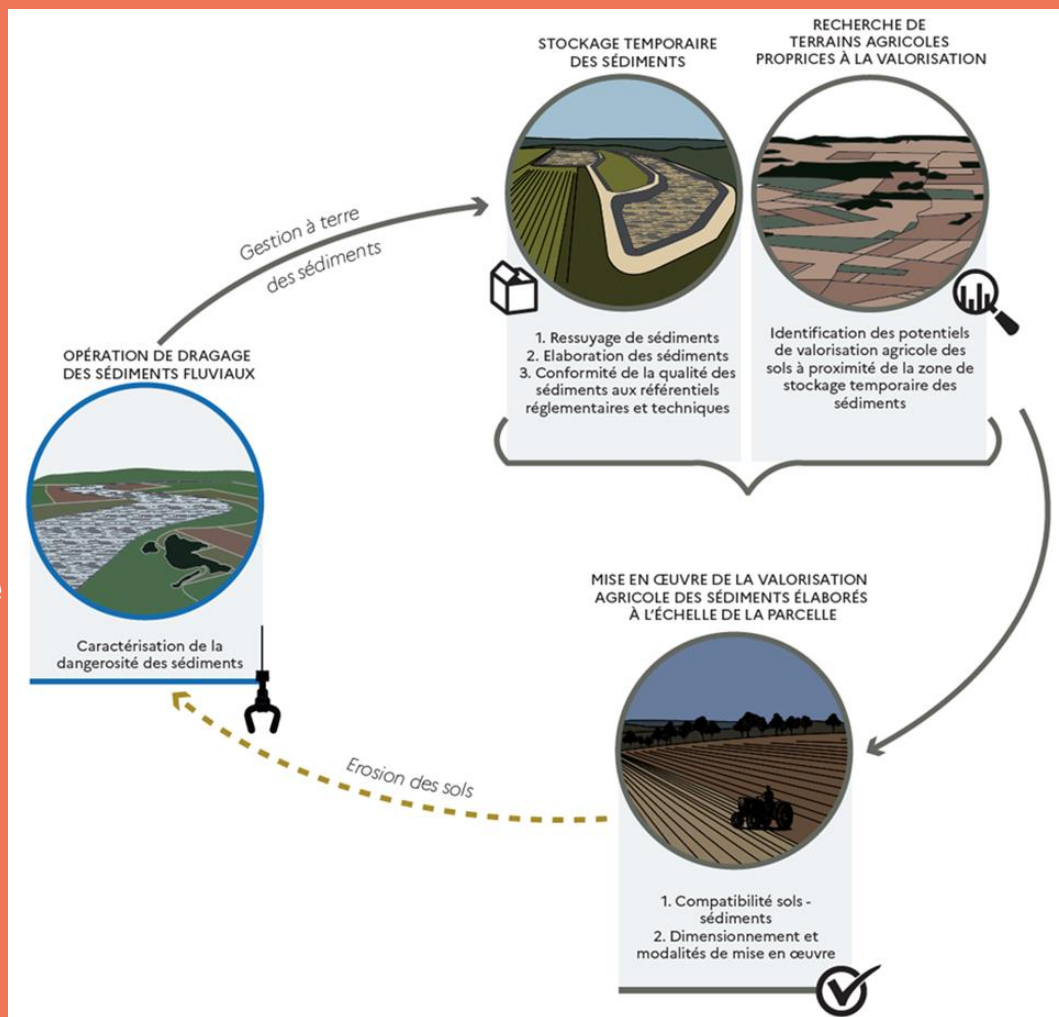 STOCKAGE TEMPORAIRE
DES SÉDIMENTS
RECHERCHE DE
TERRAINS AGRICOLES
PROPRICES À LA VALORISATION
Gestion à terre
des sédiments
1. Ressuyage de sédiments
2. Elaboration des sédiments
3. Conformité de la qualité des
sédiments aux référentiels
réglementaires et techniques
Identification des potentiels
de valorisation agricole des
sols à proximité de la zone de
stockage temporaire des
sédiments
OPÉRATION DE DRAGAGE
DES SÉDIMENTS FLUVIAUX
Caractérisation de la
dangerosité des sédiments
MISE EN ŒUVRE DE LA VALORISATION
AGRICOLE DES SÉDIMENTS ÉLABORÉS
À L'ÉCHELLE DE LA PARCELLE
Erosion des sols
1. Compatibilité sols -
sédiments
2. Dimensionnement et
modalités de mise en œuvre